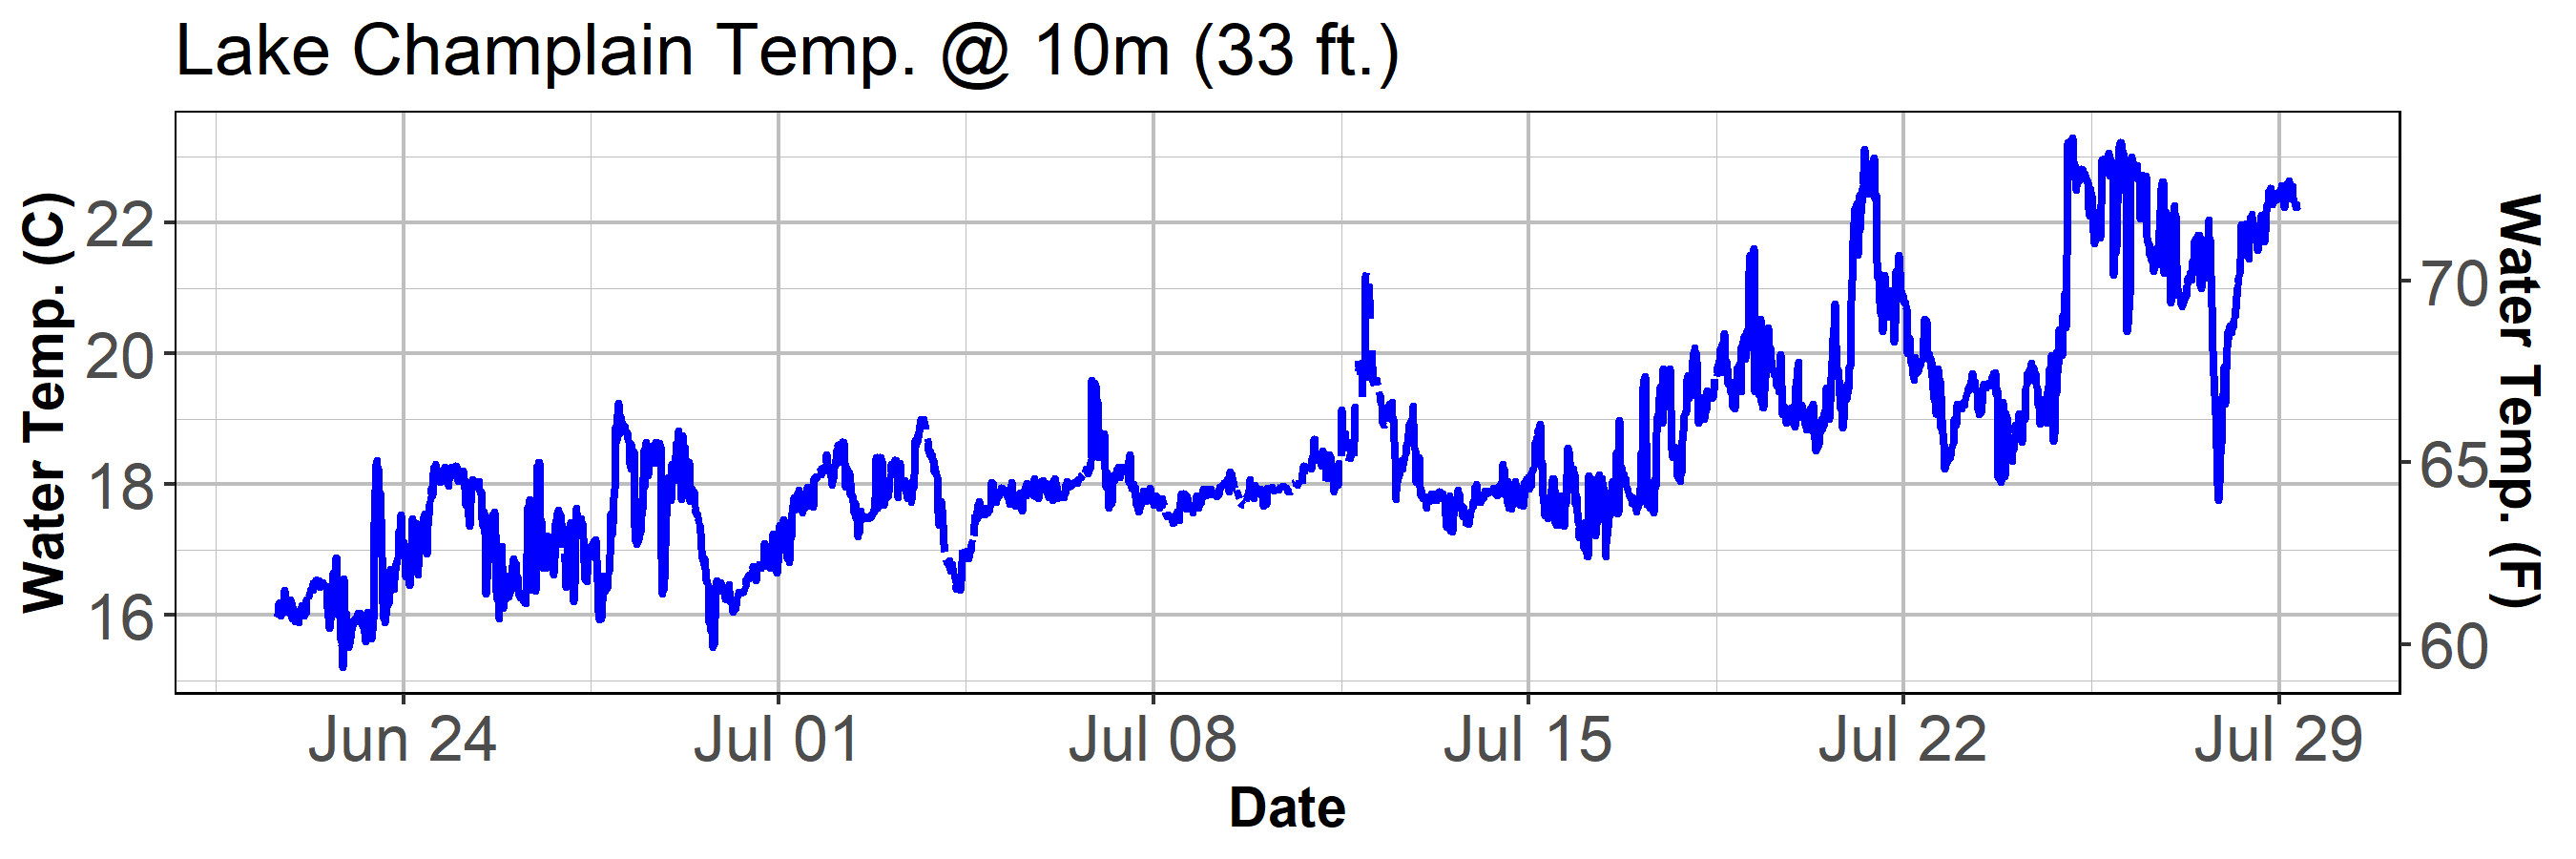 Lake Champlain Temp. @ 10m (33 ft.)
Water Temp. (C)
22
20
18
16
70
65
60
Water Temp. (F)
Jun 24
Jul 01
Jul 08
Jul 15
Jul 22
Jul 29
Date